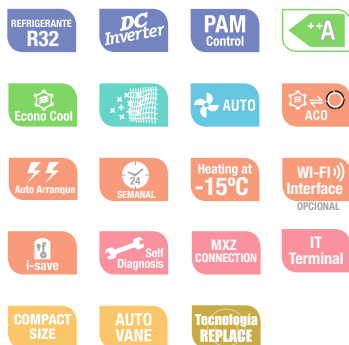 REFRIGERANTE
R32
DC
Inverter
PAM
Control
++A
Econo Cool
AUTO
ACO
Auto Arranque
24
SEMANAL
Heating at
-15ºC
WI-FI
Interface
OPCIONAL
i-save
Self
Diagnosis
MXZ
CONNECTION
IT
Terminal
COMPACT
SIZE
AUTO
VANE
Tecnología
REPLACE